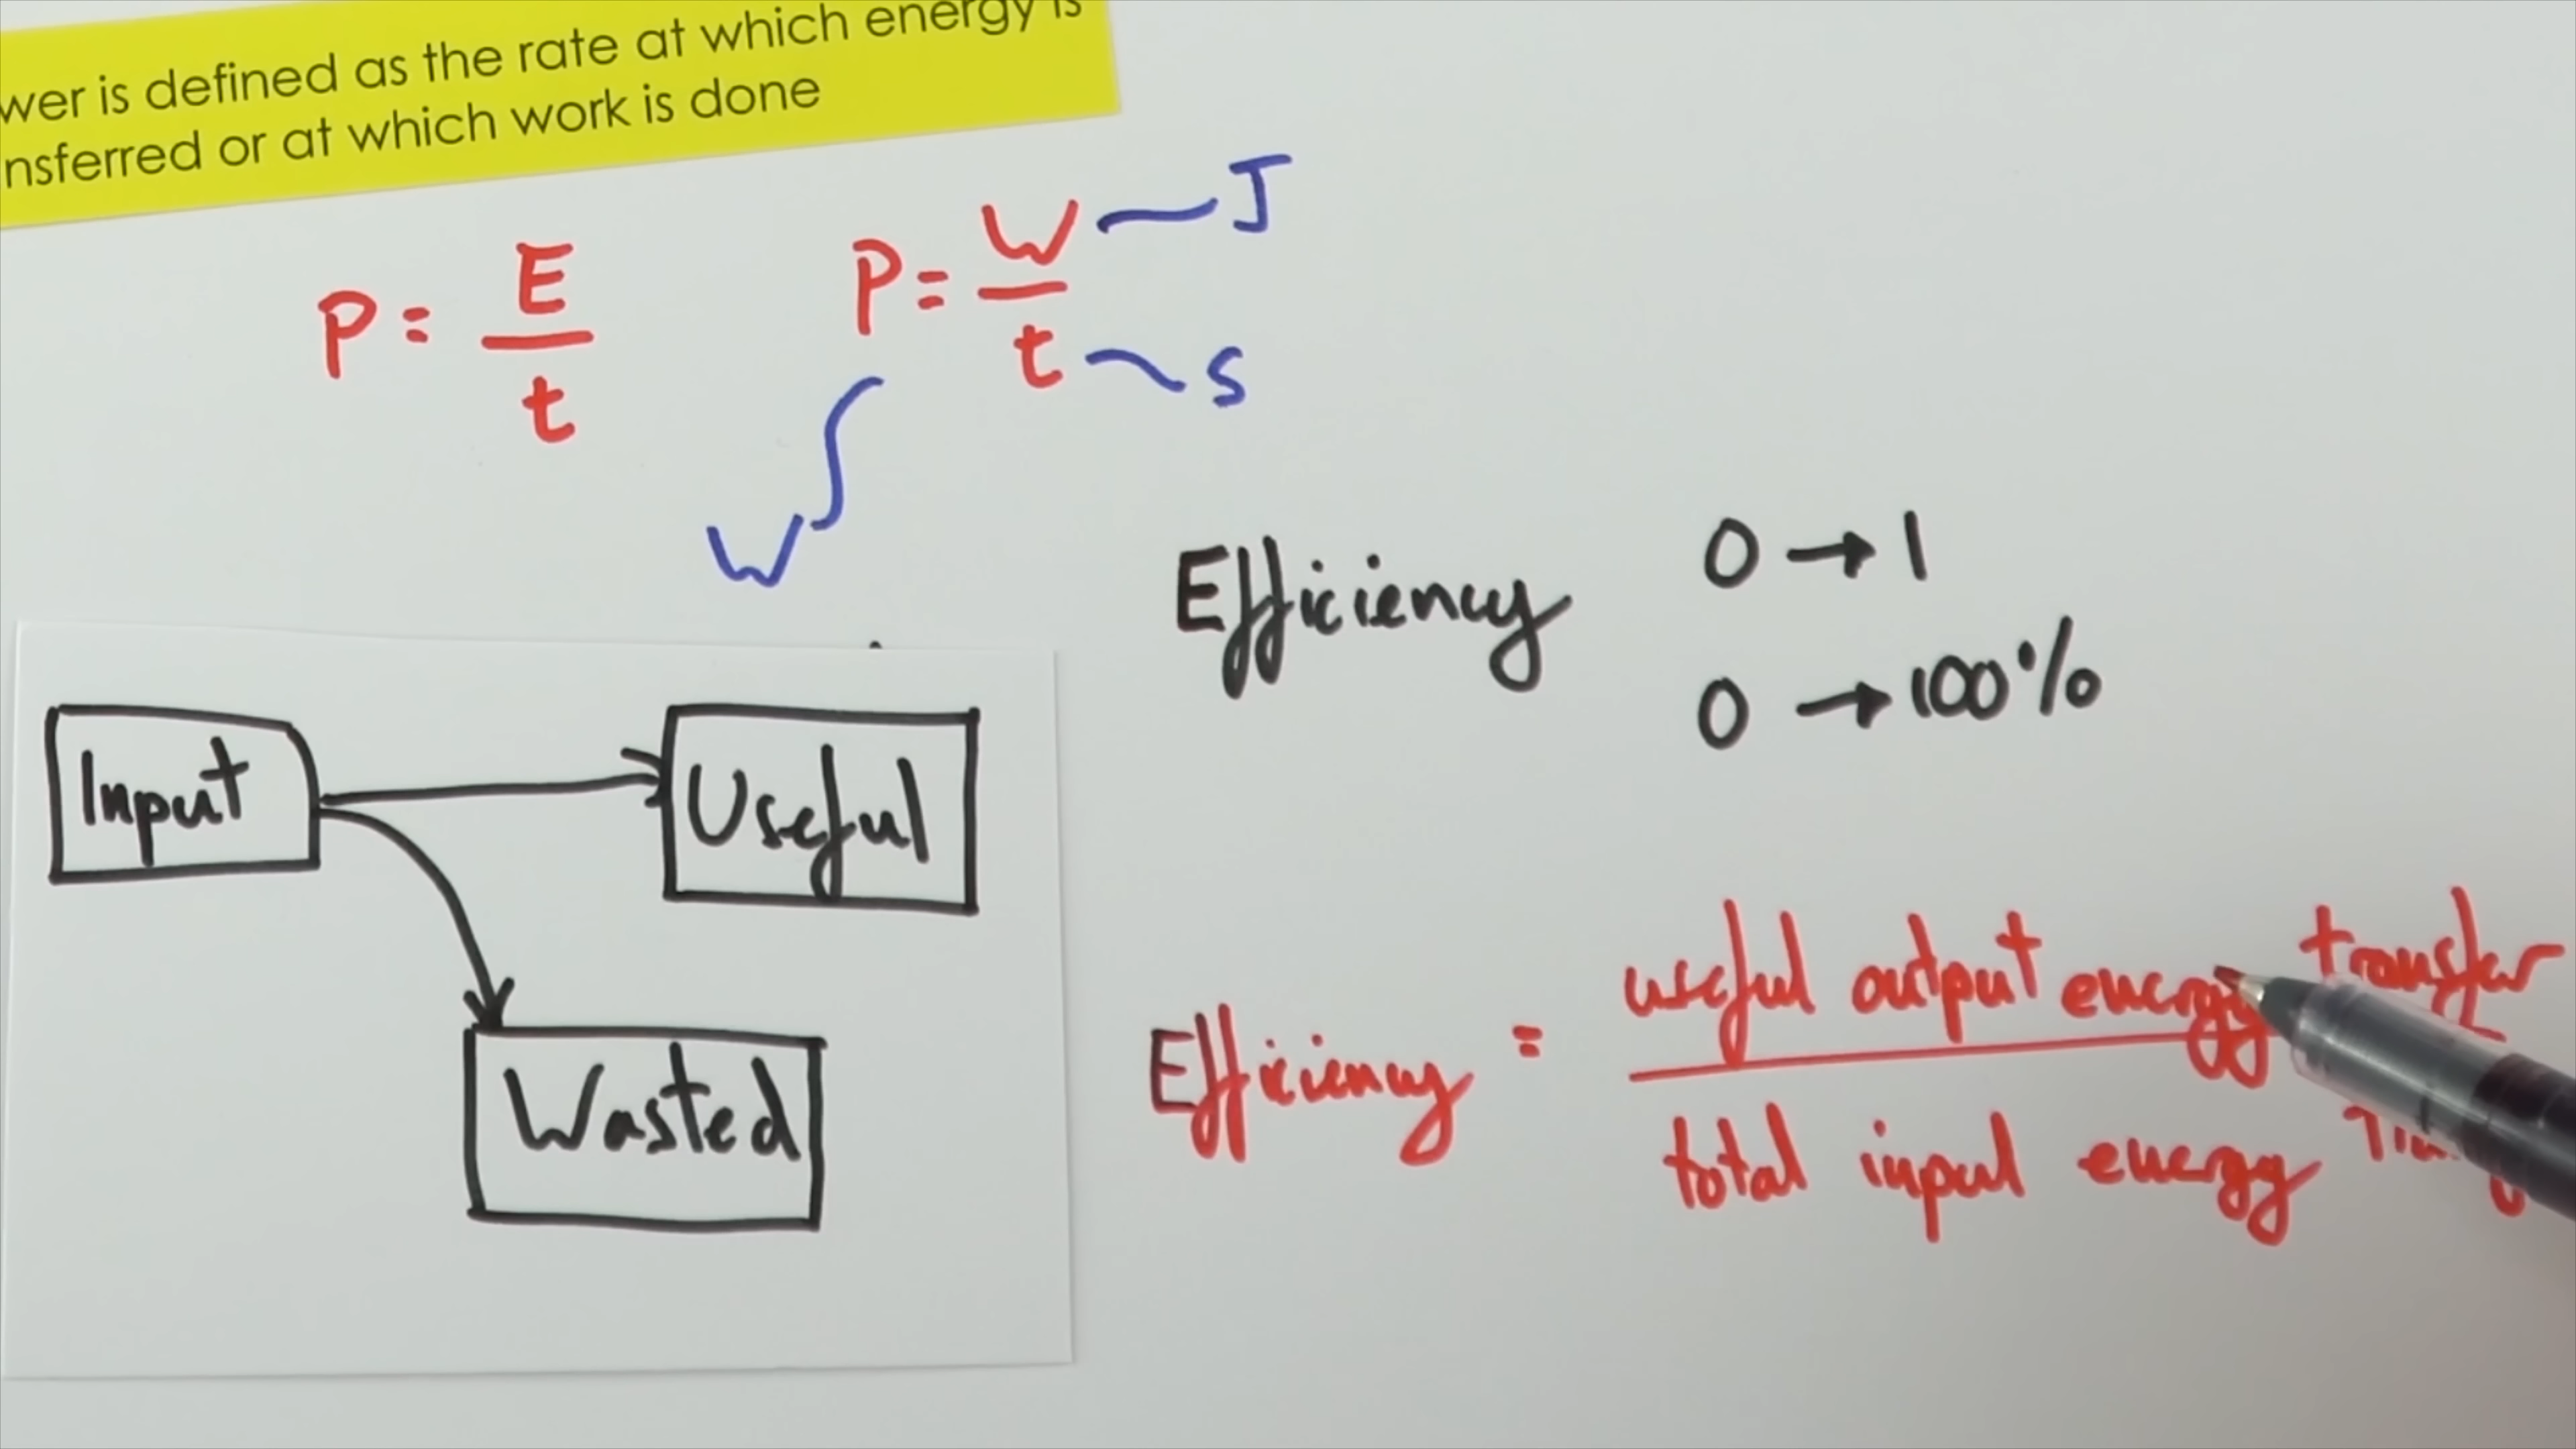 wer is defined as the rate at which energy is
nsferred or at which work is done
P = E/t
P = W/t
J
s
W
Efficiency
0 → 1
0 → 100%
Input
Useful
Wasted
Efficiency = useful output energy transfer
total input energy